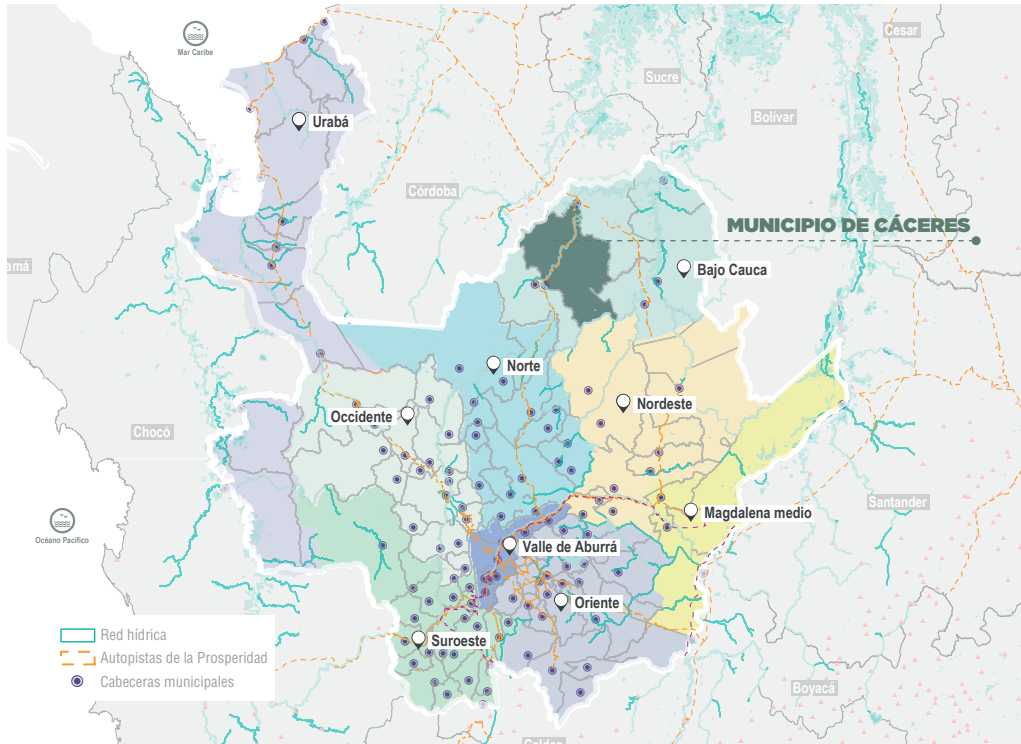 Mar Caribe
Cesar
Sucre
Urabá
Bolívar
Córdoba
MUNICIPIO DE CÁCERES
Bajo Cauca
Norte
Nordeste
Occidente
Chocó
Santander
Magdalena medio
Océano Pacífico
Valle de Aburrá
Oriente
Suroeste
Red hídrica
Autopistas de la Prosperidad
Cabeceras municipales
Boyacá